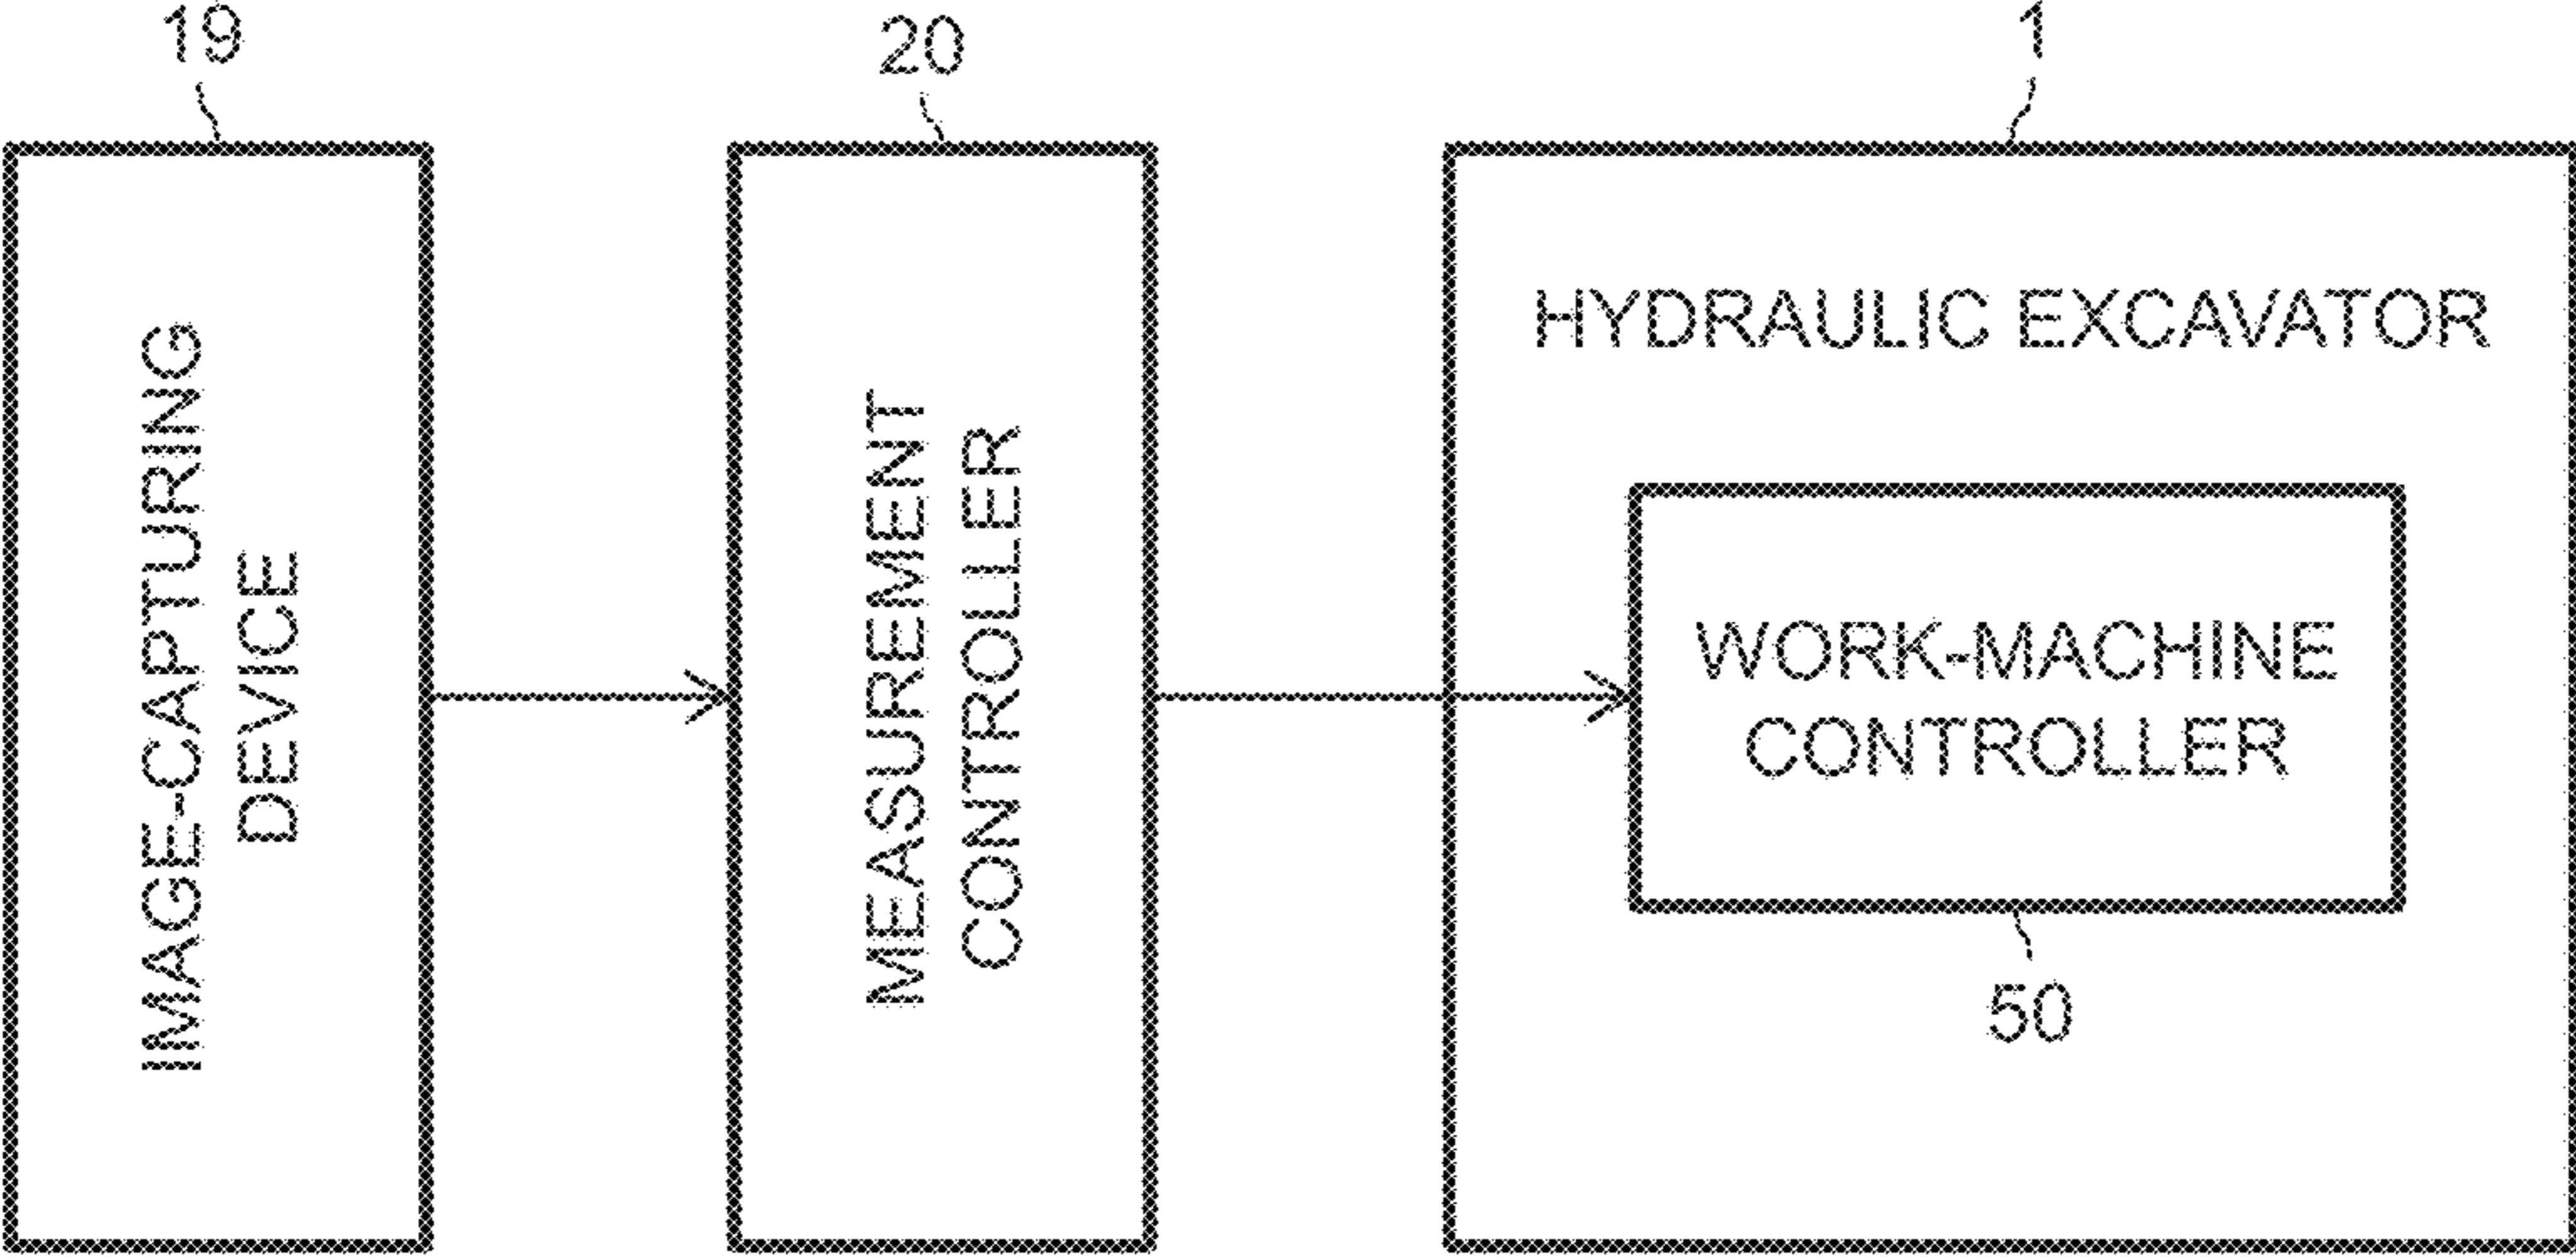 19
IMAGE-CAPTURING
DEVICE
20
MEASUREMENT
CONTROLLER
1
HYDRAULIC EXCAVATOR
WORK-MACHINE
CONTROLLER
50